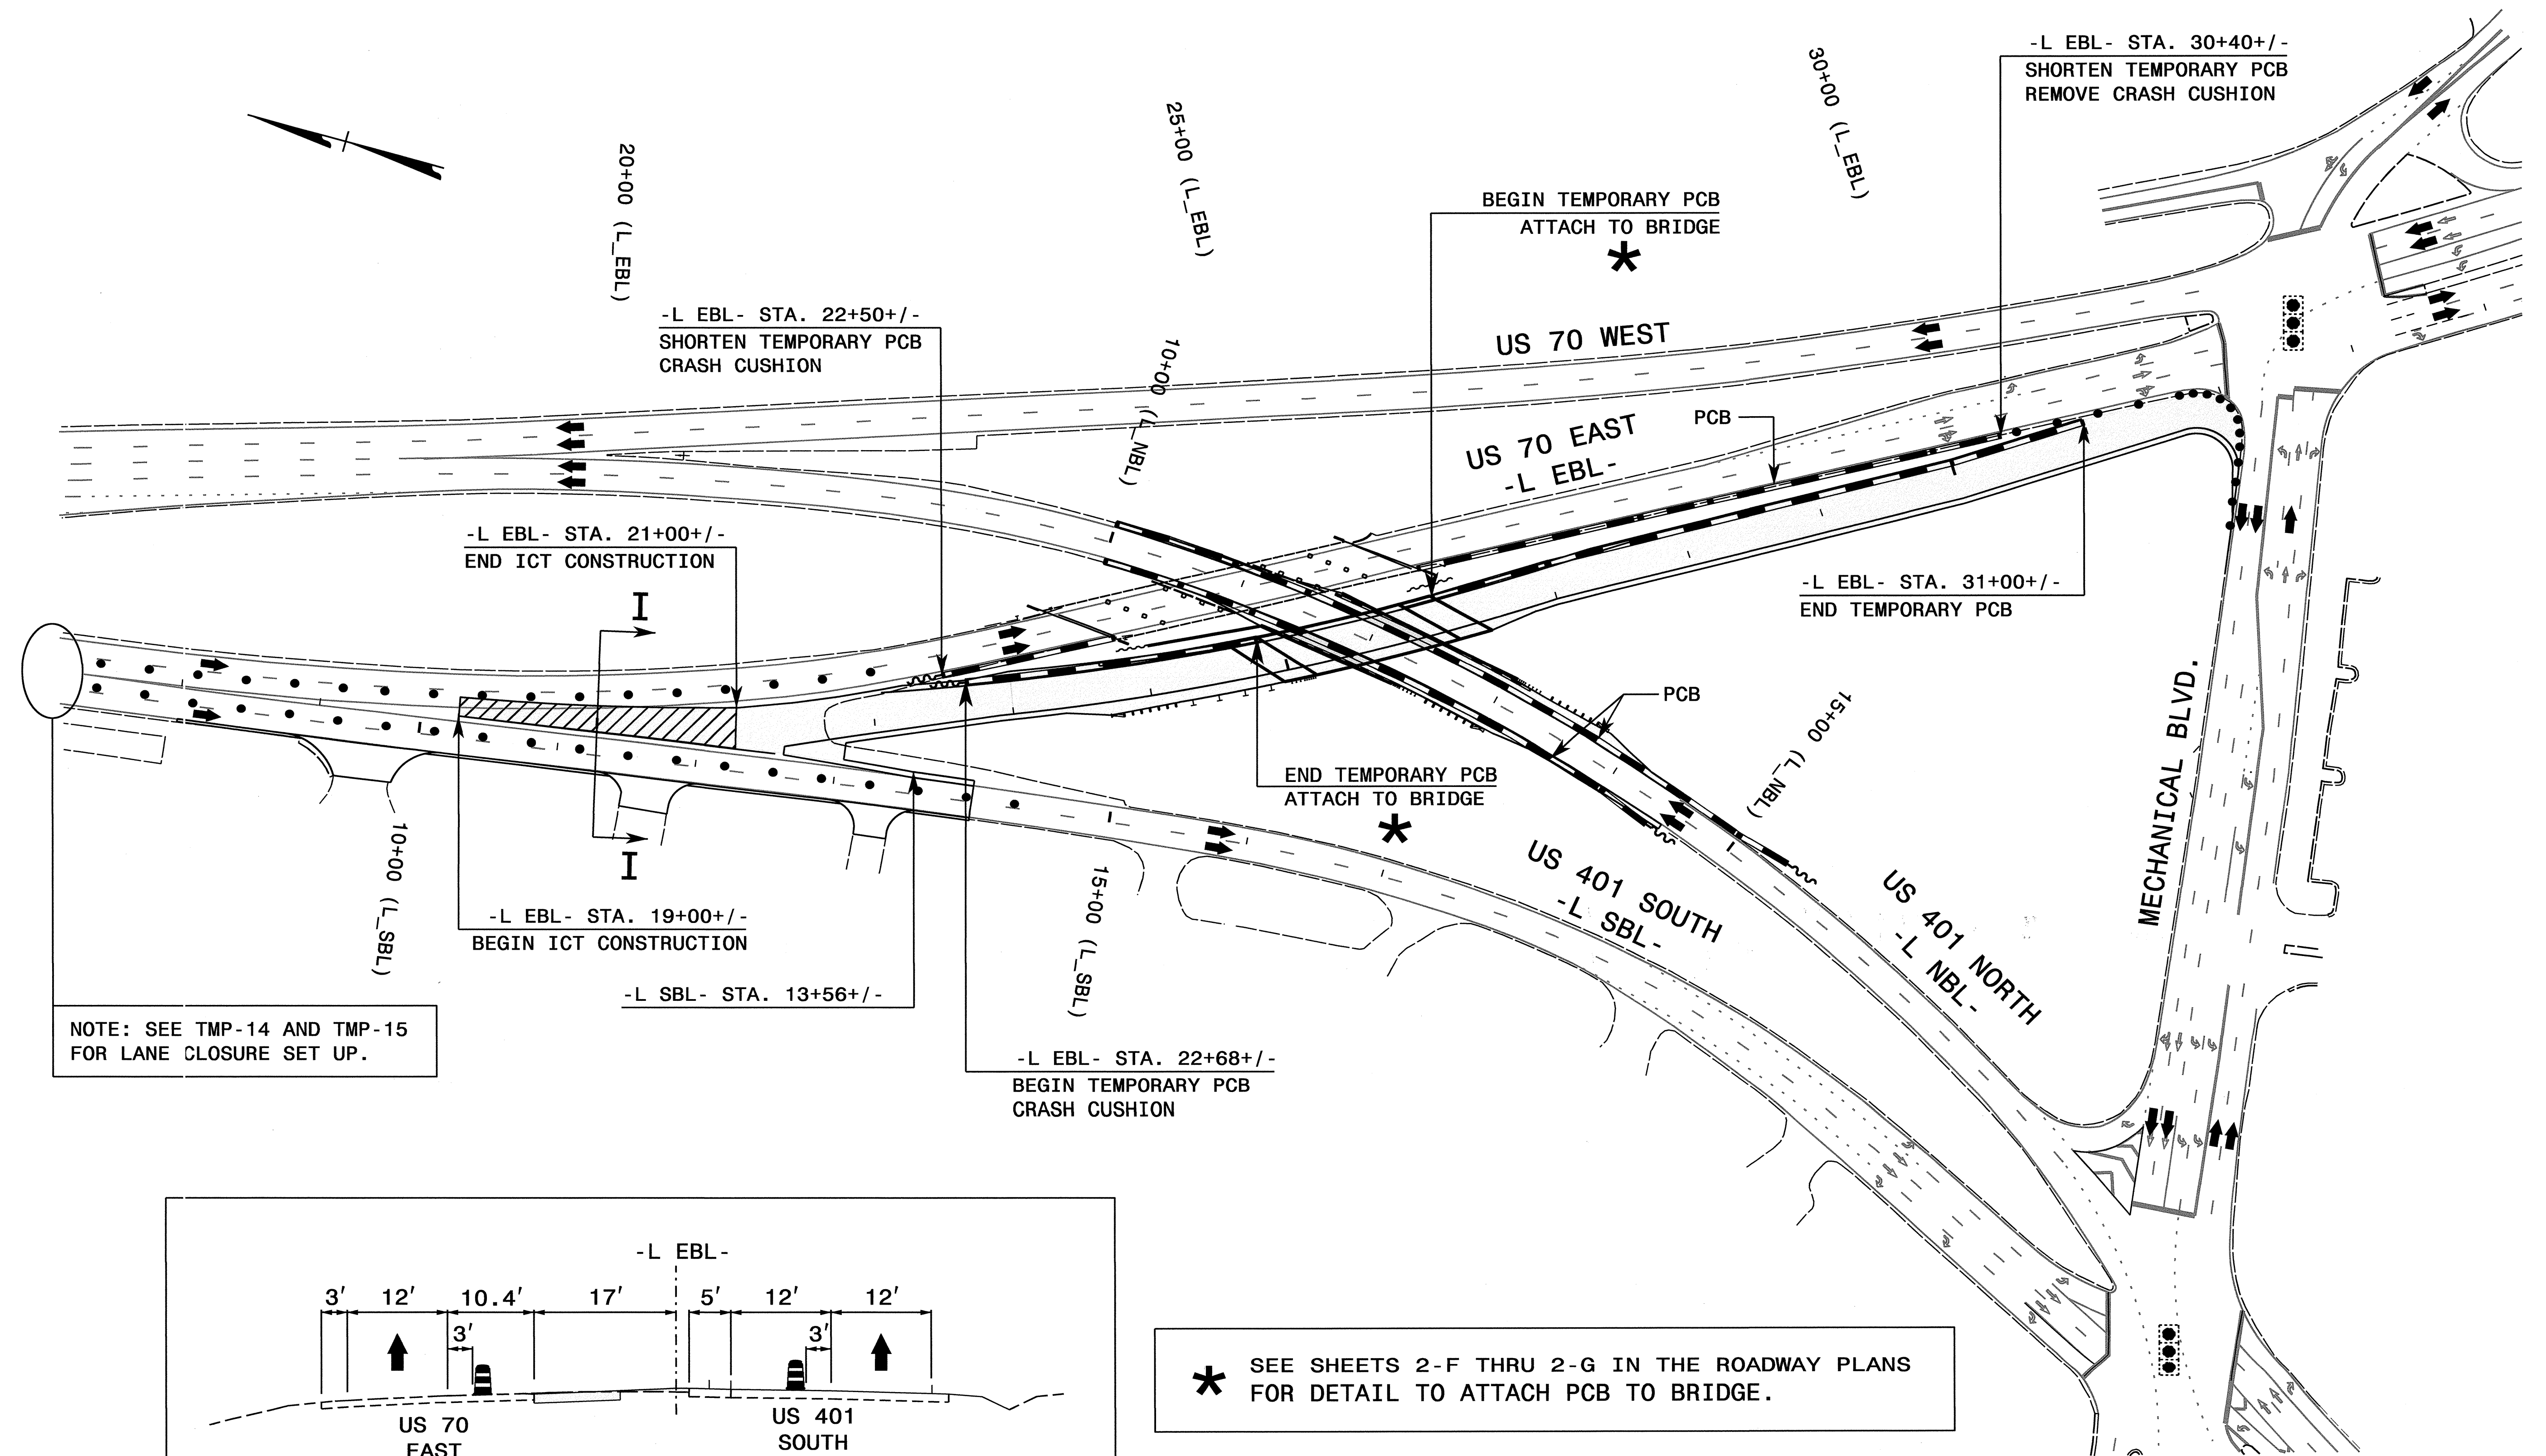 -L EBL- STA. 30+40+/-
SHORTEN TEMPORARY PCB
REMOVE CRASH CUSHION
30+00 (L_EBL)
25+00 (L_EBL)
20+00 (L_EBL)
BEGIN TEMPORARY PCB
ATTACH TO BRIDGE
*
-L EBL- STA. 22+50+/-
SHORTEN TEMPORARY PCB
CRASH CUSHION
10+00 (L_NBL)
US 70 WEST
US 70 EAST
-L EBL-
PCB
-L EBL- STA. 21+00+/-
END ICT CONSTRUCTION
I
-L EBL- STA. 31+00+/-
END TEMPORARY PCB
PCB
15+00 (L_NBL)
MECHANICAL BLVD.
END TEMPORARY PCB
ATTACH TO BRIDGE
*
I
10+00 (L_SBL)
15+00 (L_SBL)
US 401 SOUTH
-L SBL-
US 401 NORTH
-L NBL-
-L EBL- STA. 19+00+/-
BEGIN ICT CONSTRUCTION
-L SBL- STA. 13+56+/-
NOTE: SEE TMP-14 AND TMP-15
FOR LANE CLOSURE SET UP.
-L EBL- STA. 22+68+/-
BEGIN TEMPORARY PCB
CRASH CUSHION
-L EBL-
3' 12' 10.4' 17' 5' 12' 12'
3' 3'
US 70
EAST
US 401
SOUTH
* SEE SHEETS 2-F THRU 2-G IN THE ROADWAY PLANS
FOR DETAIL TO ATTACH PCB TO BRIDGE.